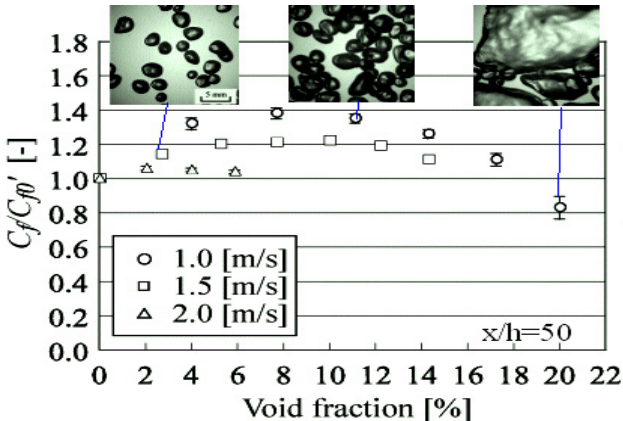 1.8
1.6
1.4
1.2
1.0
0.8
0.6
0.4
0.2
0.0
C_f/C_f0' [-]
5 mm
1.0 [m/s]
1.5 [m/s]
2.0 [m/s]
x/h=50
0 2 4 6 8 10 12 14 16 18 20 22
Void fraction [%]